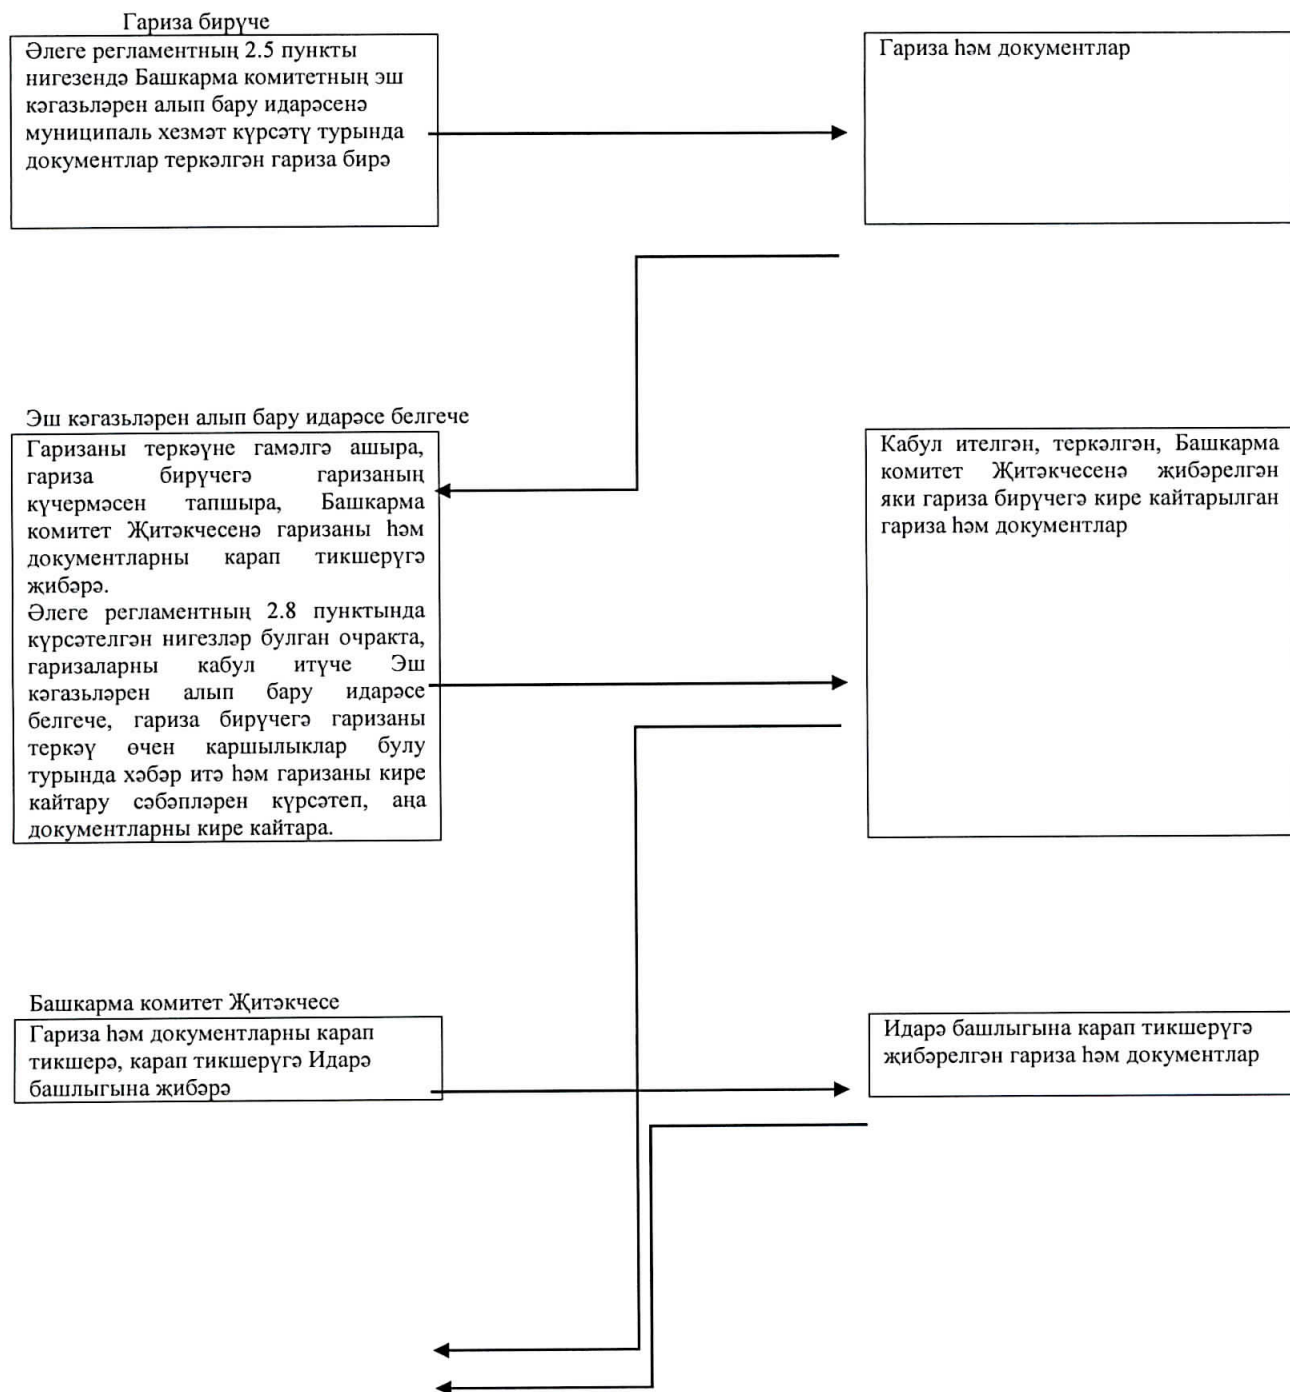 Гариза бирүче
Әлеге регламентның 2.5 пункты
нигезендә Башкарма комитетның эш
кәгазьләрен алып бару идарәсенә
муниципаль хезмәт күрсәтү турында
документлар теркәлгән гариза бирә
Гариза һәм документлар
Эш кәгазьләрен алып бару идарәсе белгече
Гаризаны теркәүне гамәлгә ашыра,
гариза бирүчегә гаризаның
күчермәсен тапшыра, Башкарма
комитет Җитәкчесенә гаризаны һәм
документларны карап тикшерүгә
җибәрә.
Әлеге регламентның 2.8 пунктында
күрсәтелгән нигезләр булган очракта,
гаризаларны кабул итүче Эш
кәгазьләрен алып бару идарәсе
белгече, гариза бирүчегә гаризаны
теркәү өчен каршылыклар булу
турында хәбәр итә һәм гаризаны кире
кайтару сәбәпләрен күрсәтеп, аңа
документларны кире кайтара.
Кабул ителгән, теркәлгән, Башкарма
комитет Җитәкчесенә җибәрелгән
яки гариза бирүчегә кире кайтарылган
гариза һәм документлар
Башкарма комитет Җитәкчесе
Гариза һәм документларны карап
тикшерә, карап тикшерүгә Идарә
башлыгына җибәрә
Идарә башлыгына карап тикшерүгә
җибәрелгән гариза һәм документлар